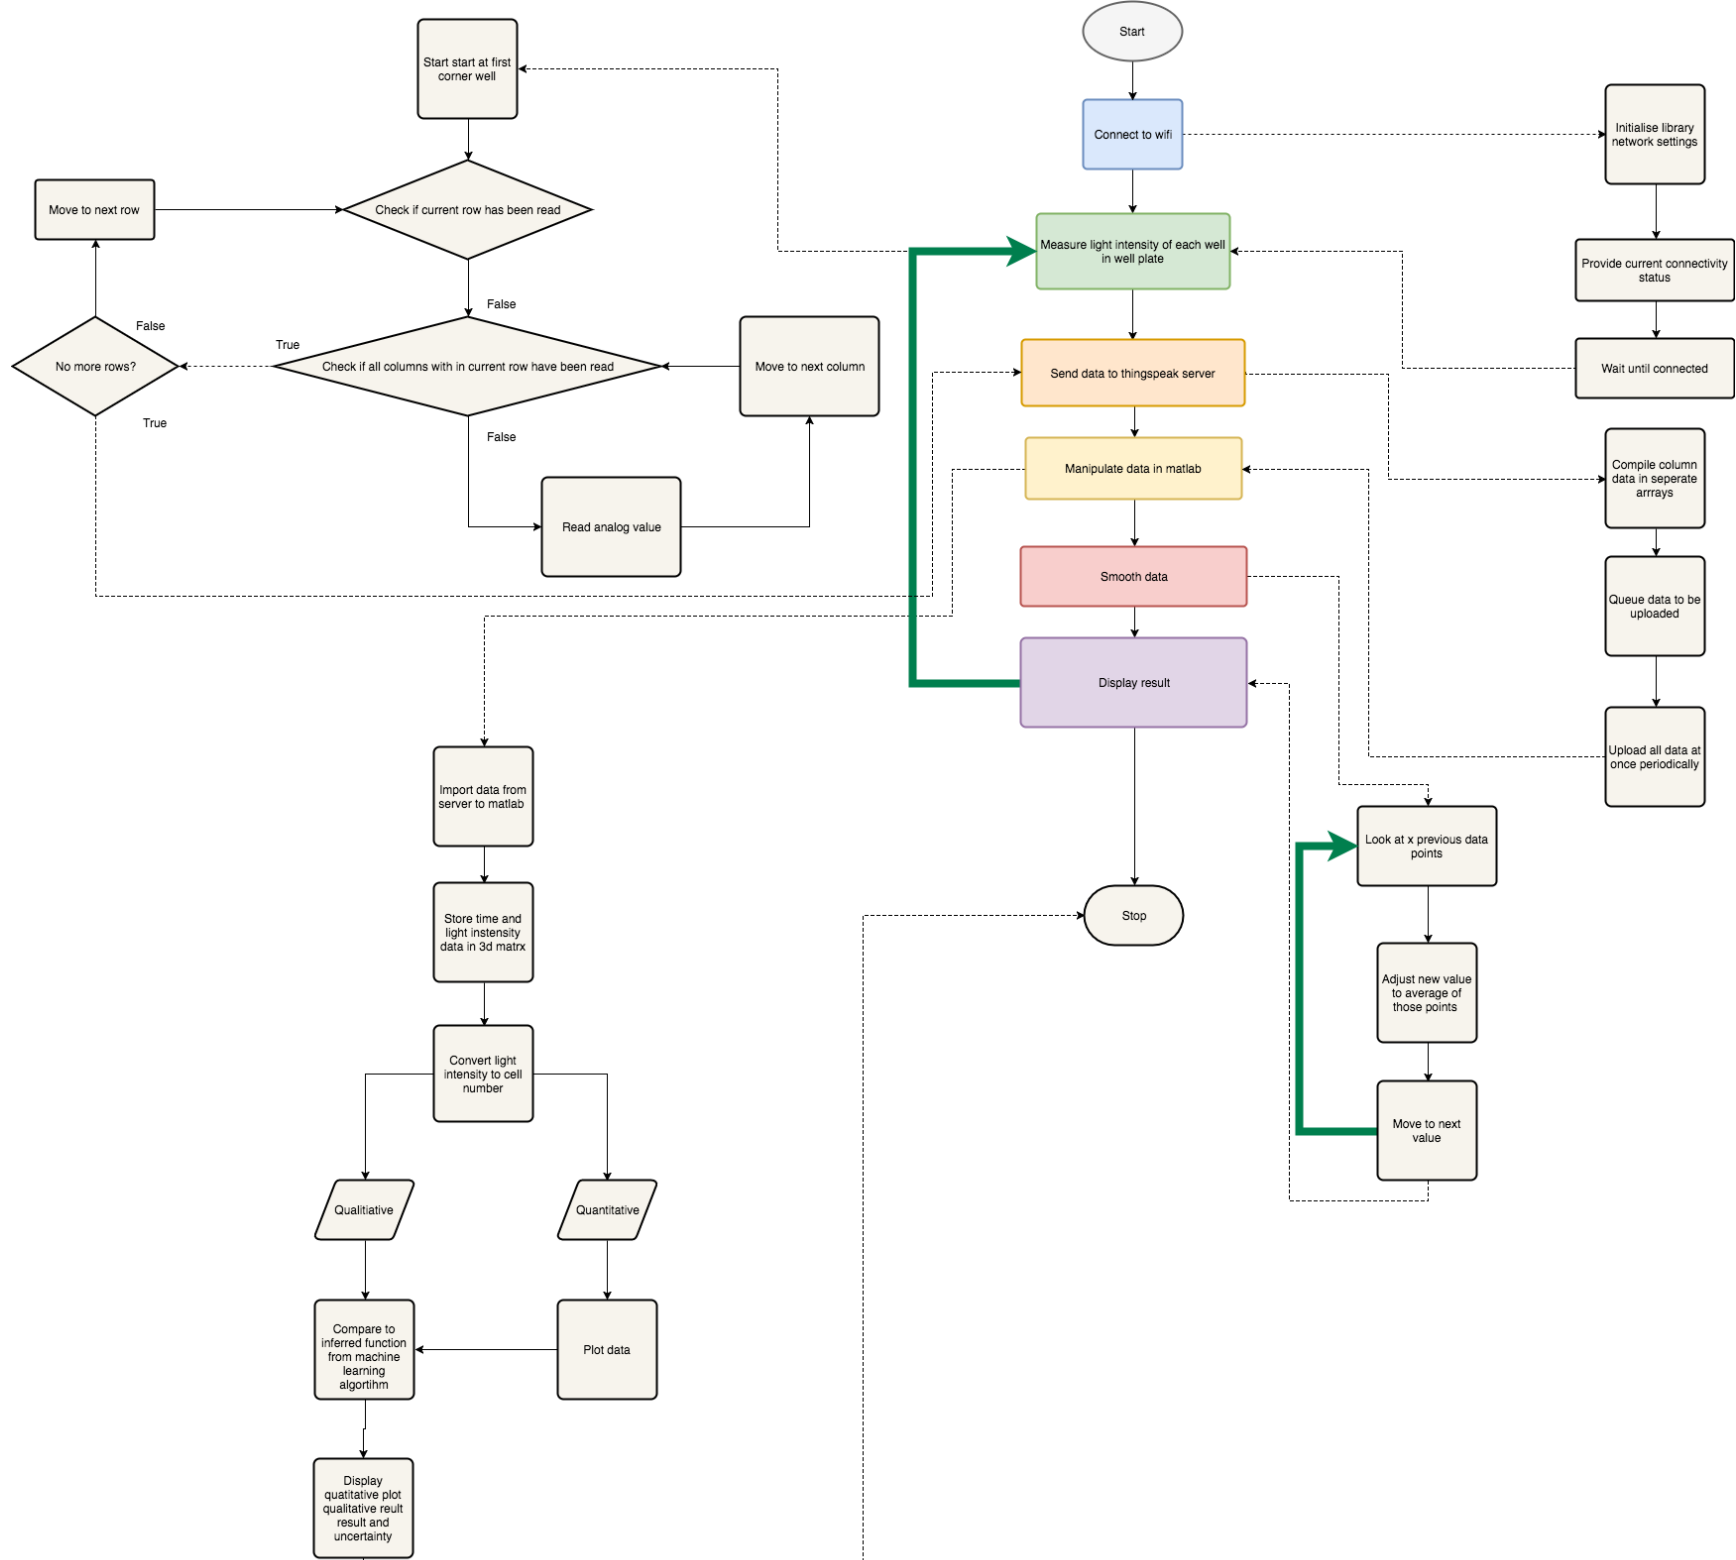 Start
Start start at first
corner well
Connect to wifi
Initialise library
network settings
Move to next row
Check if current row has been read
Measure light intensity of each well
in well plate
Provide current connectivity
status
False
False
True
No more rows?
Check if all columns with in current row have been read
Move to next column
Send data to thingspeak server
Wait until connected
True
False
Manipulate data in matlab
Compile column
data in seperate
arrrays
Read analog value
Smooth data
Queue data to be
uploaded
Display result
Upload all data at
once periodically
Import data from
server to matlab
Look at x previous data
points
Store time and
light instensity
data in 3d matrx
Stop
Adjust new value
to average of
those points
Convert light
intensity to cell
number
Move to next
value
Qualitiative
Quantitative
Compare to
inferred function
from machine
learning
algortihm
Plot data
Display
quatitative plot
qualitative reult
result and
uncertainty